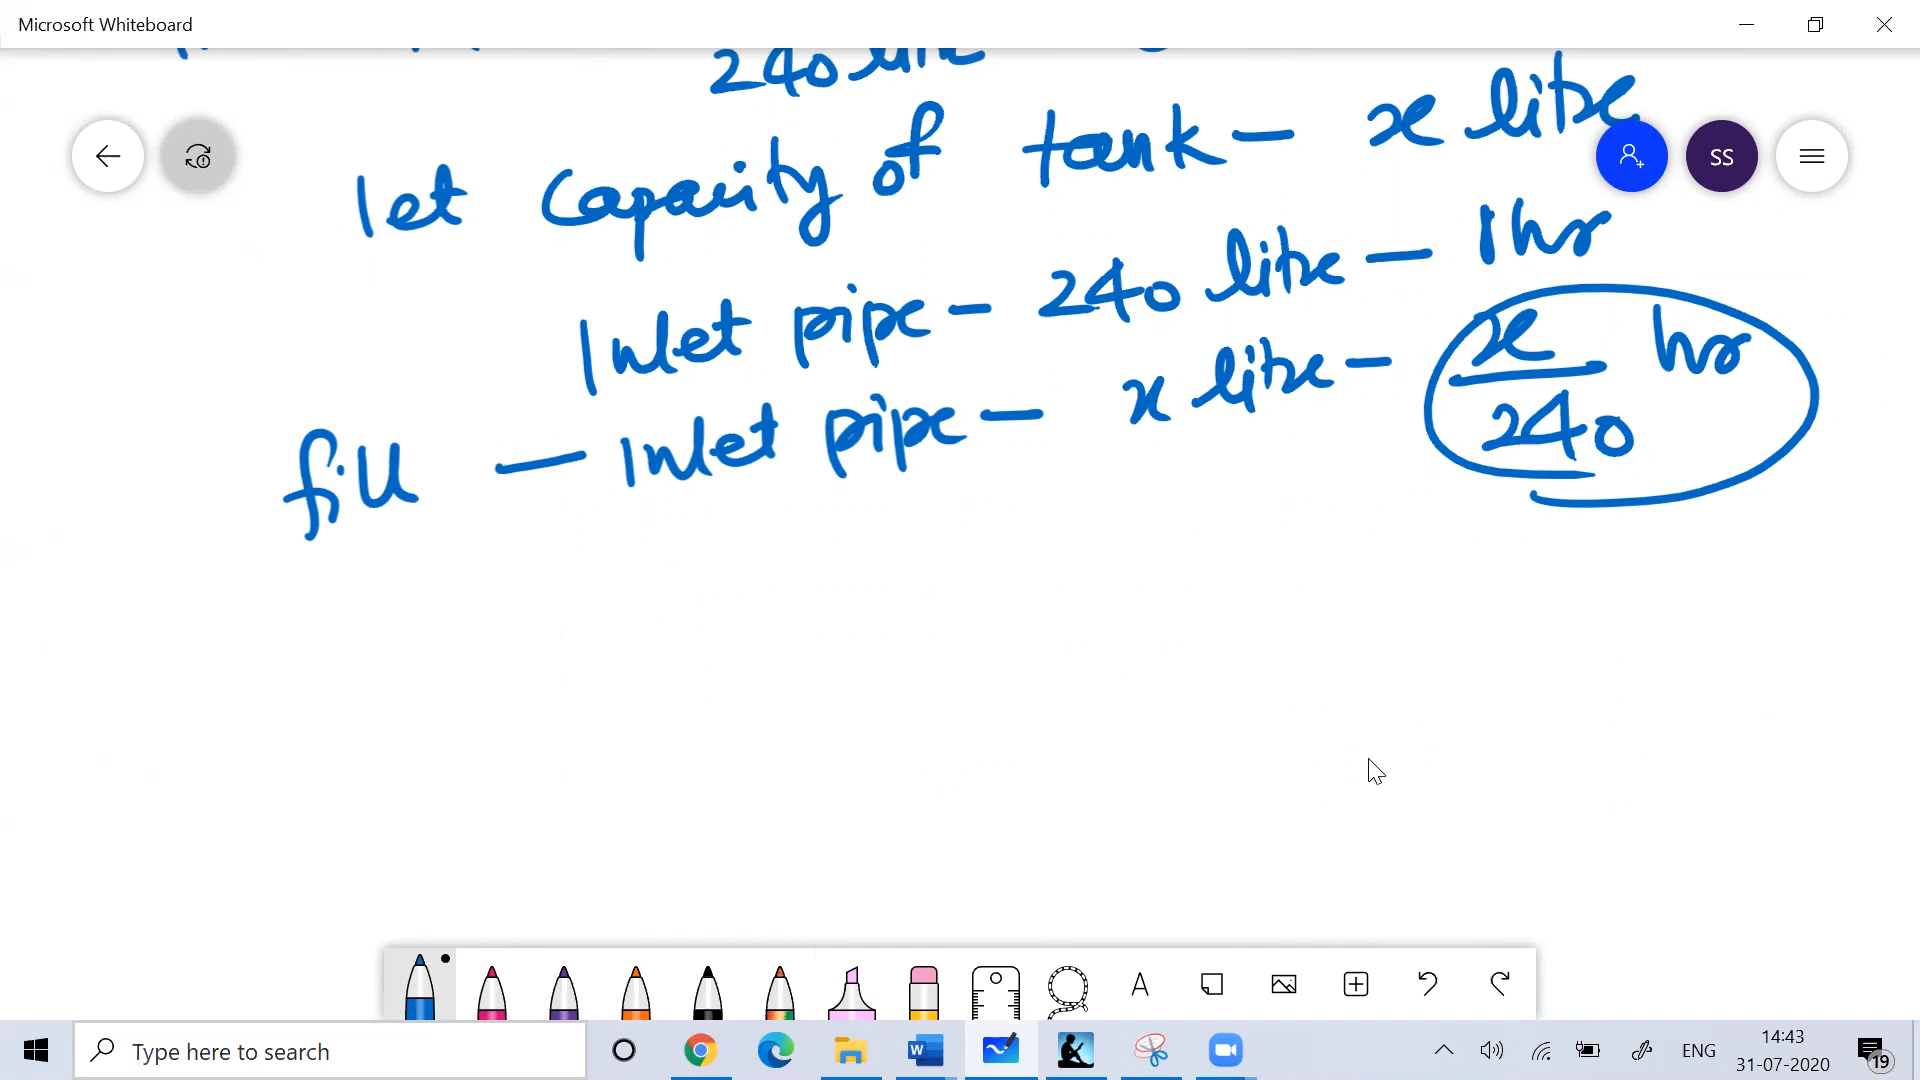 Microsoft Whiteboard
240 litre
let capacity of tank - x litre
Inlet pipe - 240 litre - 1hr
fill - Inlet pipe - x litre - x/240 hr
SS
A
Type here to search
ENG
14:43
31-07-2020
19